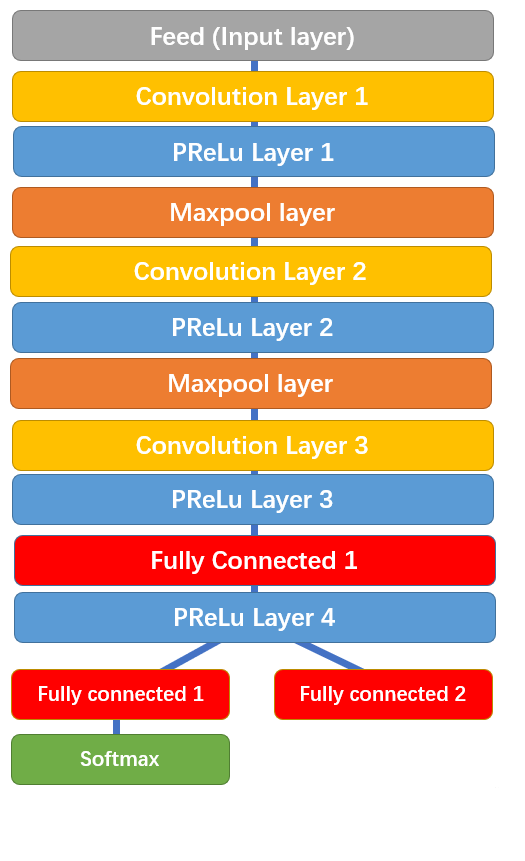 Feed (Input layer)
Convolution Layer 1
PReLu Layer 1
Maxpool layer
Convolution Layer 2
PReLu Layer 2
Maxpool layer
Convolution Layer 3
PReLu Layer 3
Fully Connected 1
PReLu Layer 4
Fully connected 1
Fully connected 2
Softmax